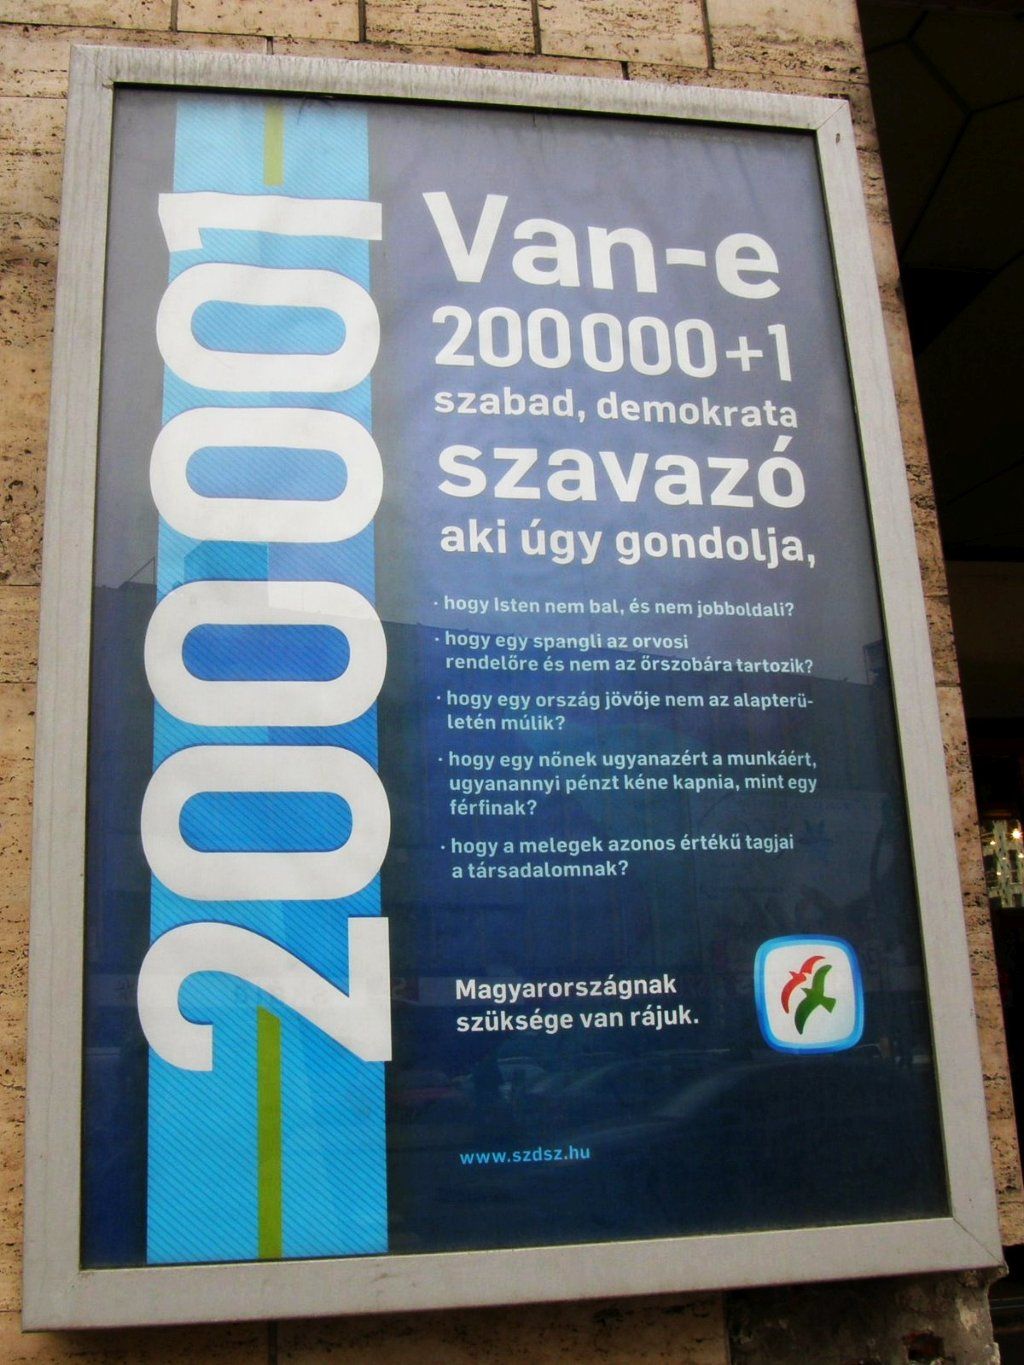 200001
Van-e
200 000 +1
szabad, demokrata
szavazó
aki úgy gondolja,
· hogy Isten nem bal, és nem jobboldali?
· hogy egy spangli az orvosi
rendelőre és nem az őrszobára tartozik?
· hogy egy ország jövője nem az alapterü-
letén múlik?
· hogy egy nőnek ugyanazért a munkáért,
ugyanannyi pénzt kéne kapnia, mint egy
férfinak?
· hogy a melegek azonos értékű tagjai
a társadalomnak?
Magyarországnak
szüksége van rájuk.
www.szdsz.hu